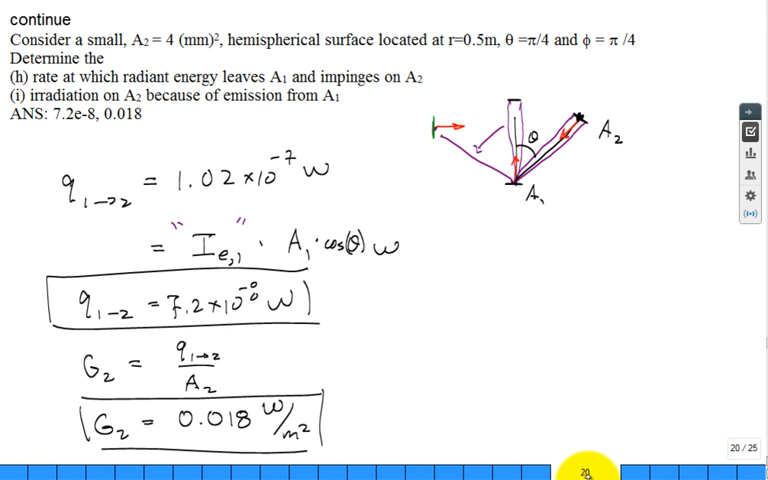 continue
Consider a small, A₂ = 4 (mm)², hemispherical surface located at r=0.5m, θ =π/4 and ϕ = π /4
Determine the
(h) rate at which radiant energy leaves A₁ and impinges on A₂
(i) irradiation on A₂ because of emission from A₁
ANS: 7.2e-8, 0.018
θ
A₂
A₁
q₁→₂ = 1.02×10⁻⁷ W
= "I e,1" · A₁ · cos(θ) ω
q₁₋₂ = 7.2×10⁻⁸ W
G₂ = q₁→₂ / A₂
G₂ = 0.018 W/m²
20 / 25
20